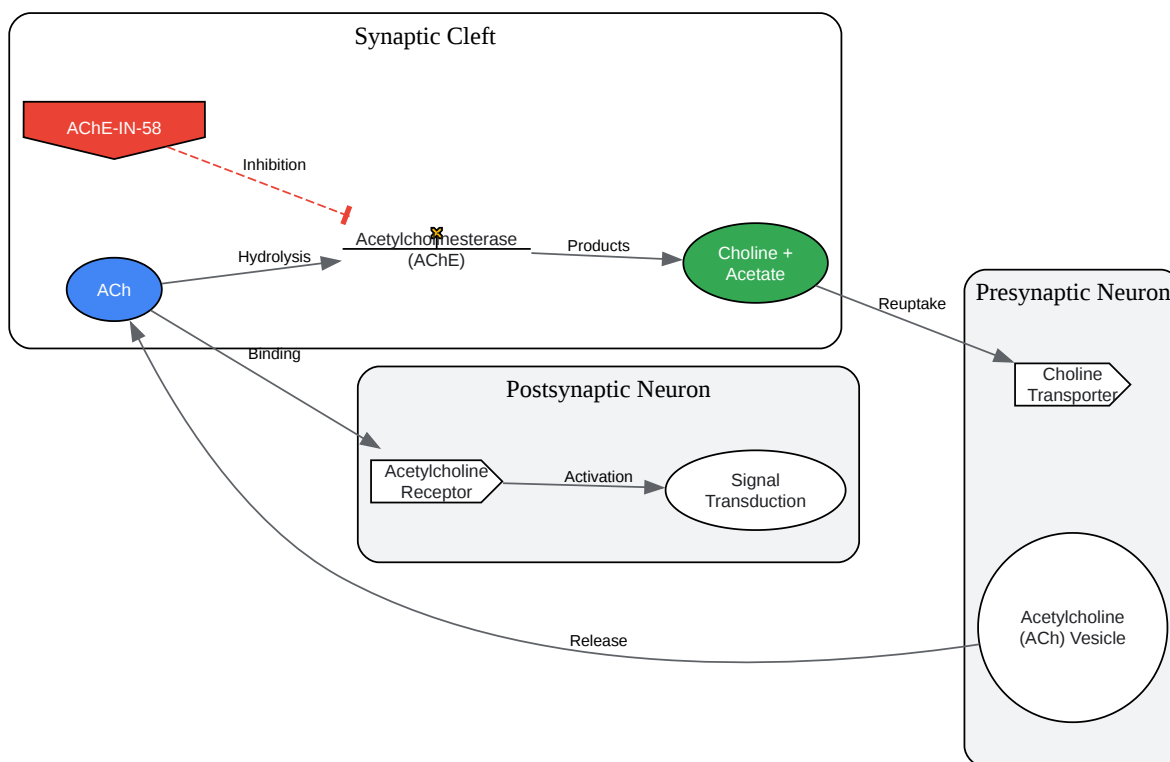 Synaptic Cleft
AChE-IN-58
Inhibition
Acetylcholinesterase
(AChE)
Hydrolysis
Products
Choline +
Acetate
ACh
Binding
Reuptake
Presynaptic Neuron
Choline
Transporter
Postsynaptic Neuron
Acetylcholine
Receptor
Activation
Signal
Transduction
Release
Acetylcholine
(ACh) Vesicle